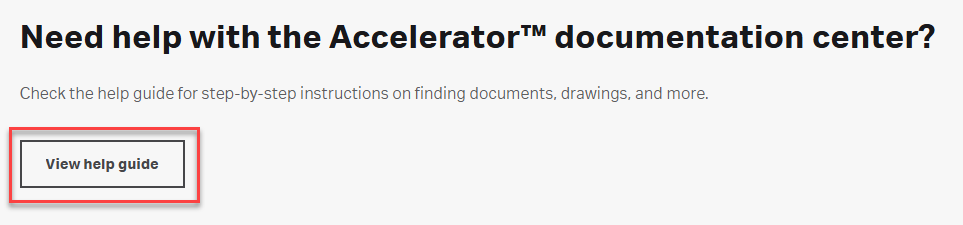 Need help with the Accelerator™ documentation center?
Check the help guide for step-by-step instructions on finding documents, drawings, and more.
View help guide